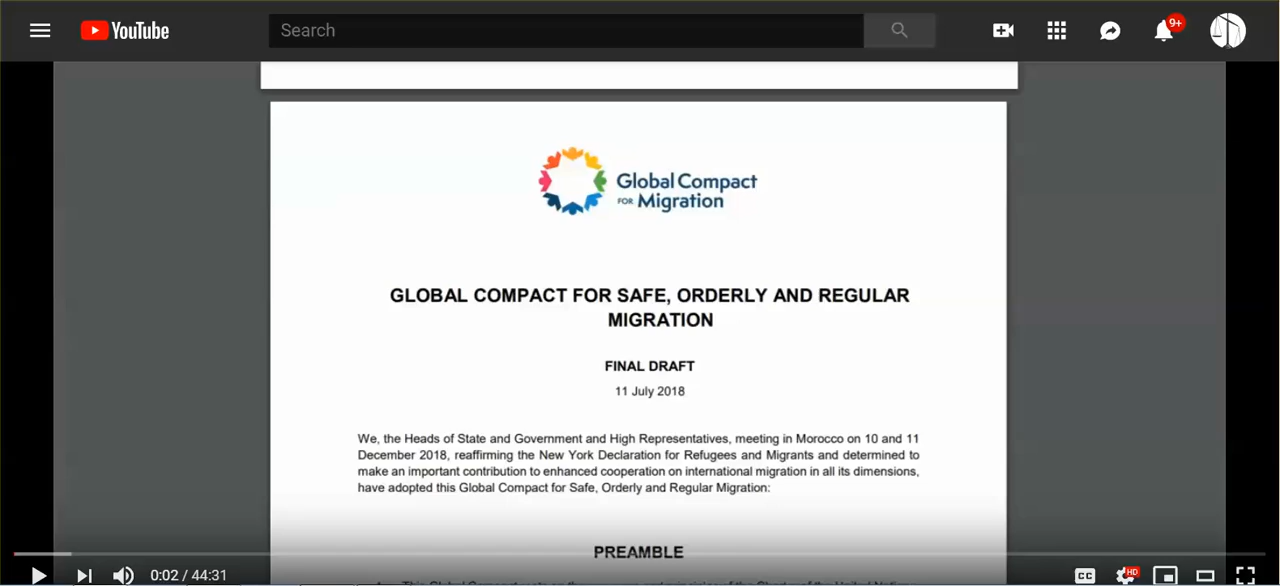 YouTube
Search
9+
Global Compact
FOR Migration
GLOBAL COMPACT FOR SAFE, ORDERLY AND REGULAR
MIGRATION
FINAL DRAFT
11 July 2018
We, the Heads of State and Government and High Representatives, meeting in Morocco on 10 and 11
December 2018, reaffirming the New York Declaration for Refugees and Migrants and determined to
make an important contribution to enhanced cooperation on international migration in all its dimensions,
have adopted this Global Compact for Safe, Orderly and Regular Migration:
PREAMBLE
0:02 / 44:31
CC
HD